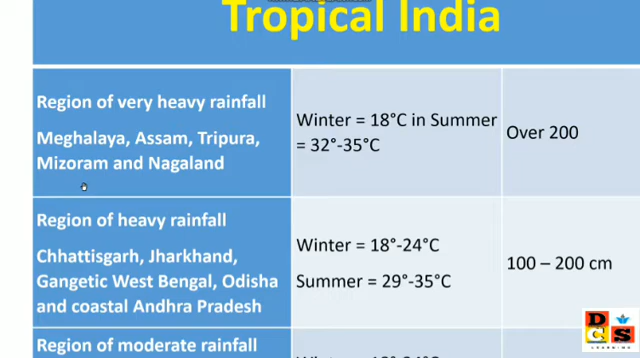 Tropical India
Region of very heavy rainfall
Meghalaya, Assam, Tripura,
Mizoram and Nagaland
Winter = 18°C in Summer
= 32°-35°C
Over 200
Region of heavy rainfall
Chhattisgarh, Jharkhand,
Gangetic West Bengal, Odisha
and coastal Andhra Pradesh
Winter = 18°-24°C
Summer = 29°-35°C
100 – 200 cm
Region of moderate rainfall
DCS
LEARNING